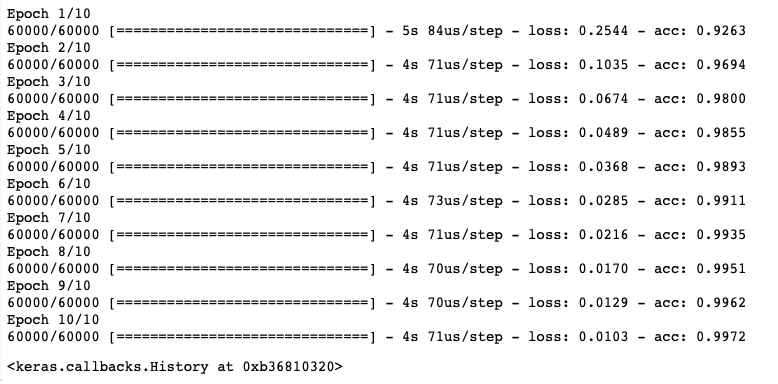 Epoch 1/10
60000/60000 [==============================] - 5s 84us/step - loss: 0.2544 - acc: 0.9263
Epoch 2/10
60000/60000 [==============================] - 4s 71us/step - loss: 0.1035 - acc: 0.9694
Epoch 3/10
60000/60000 [==============================] - 4s 71us/step - loss: 0.0674 - acc: 0.9800
Epoch 4/10
60000/60000 [==============================] - 4s 71us/step - loss: 0.0489 - acc: 0.9855
Epoch 5/10
60000/60000 [==============================] - 4s 71us/step - loss: 0.0368 - acc: 0.9893
Epoch 6/10
60000/60000 [==============================] - 4s 73us/step - loss: 0.0285 - acc: 0.9911
Epoch 7/10
60000/60000 [==============================] - 4s 71us/step - loss: 0.0216 - acc: 0.9935
Epoch 8/10
60000/60000 [==============================] - 4s 70us/step - loss: 0.0170 - acc: 0.9951
Epoch 9/10
60000/60000 [==============================] - 4s 70us/step - loss: 0.0129 - acc: 0.9962
Epoch 10/10
60000/60000 [==============================] - 4s 71us/step - loss: 0.0103 - acc: 0.9972
<keras.callbacks.History at 0xb36810320>